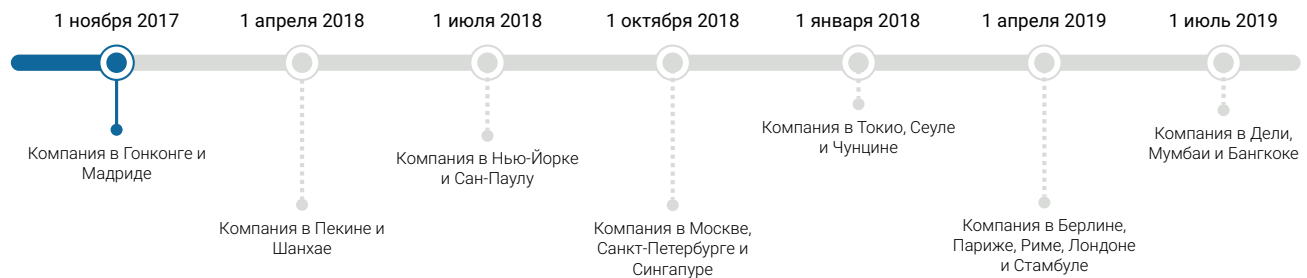 1 ноября 2017
1 апреля 2018
1 июля 2018
1 октября 2018
1 января 2018
1 апреля 2019
1 июль 2019
Компания в Гонконге и
Мадриде
Компания в Пекине и
Шанхае
Компания в Нью-Йорке
и Сан-Паулу
Компания в Москве,
Санкт-Петербурге и
Сингапуре
Компания в Токио, Сеуле
и Чунцине
Компания в Берлине,
Париже, Риме, Лондоне
и Стамбуле
Компания в Дели,
Мумбаи и Бангкоке